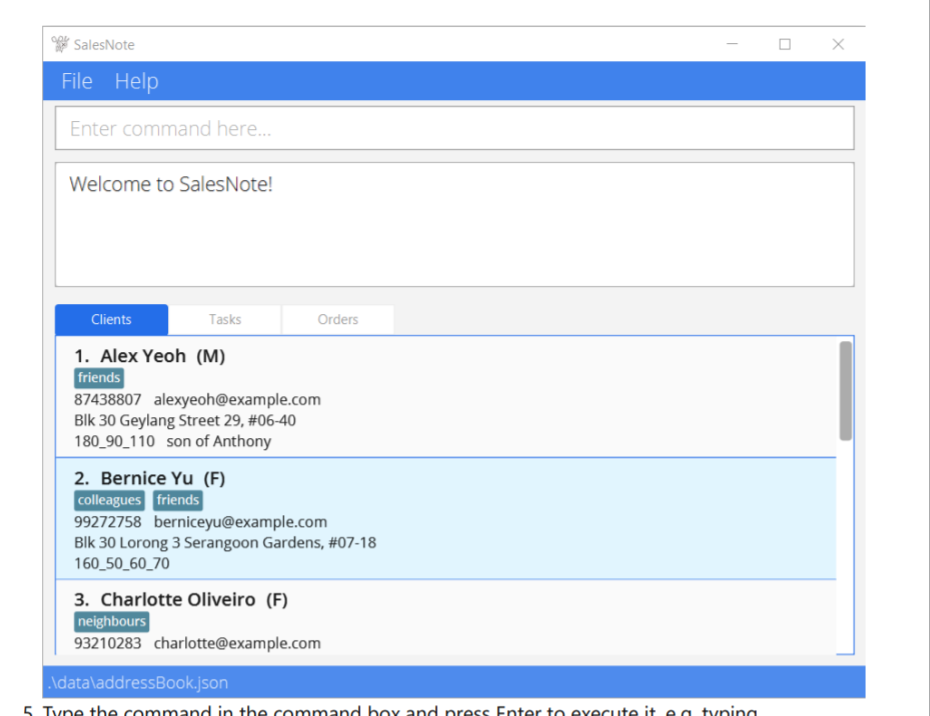 SalesNote
File Help
Enter command here...
Welcome to SalesNote!
Clients Tasks Orders
1. Alex Yeoh (M)
friends
87438807 alexyeoh@example.com
Blk 30 Geylang Street 29, #06-40
180_90_110 son of Anthony
2. Bernice Yu (F)
colleagues friends
99272758 berniceyu@example.com
Blk 30 Lorong 3 Serangoon Gardens, #07-18
160_50_60_70
3. Charlotte Oliveiro (F)
neighbours
93210283 charlotte@example.com
.\data\addressBook.json
5. Type the command in the command box and press Enter to execute it. e.g. typing